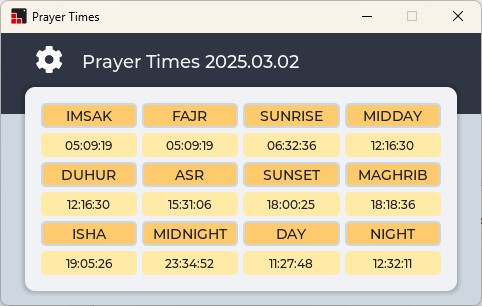 Prayer Times
Prayer Times 2025.03.02
IMSAK FAJR SUNRISE MIDDAY
05:09:19 05:09:19 06:32:36 12:16:30
DUHUR ASR SUNSET MAGHRIB
12:16:30 15:31:06 18:00:25 18:18:36
ISHA MIDNIGHT DAY NIGHT
19:05:26 23:34:52 11:27:48 12:32:11